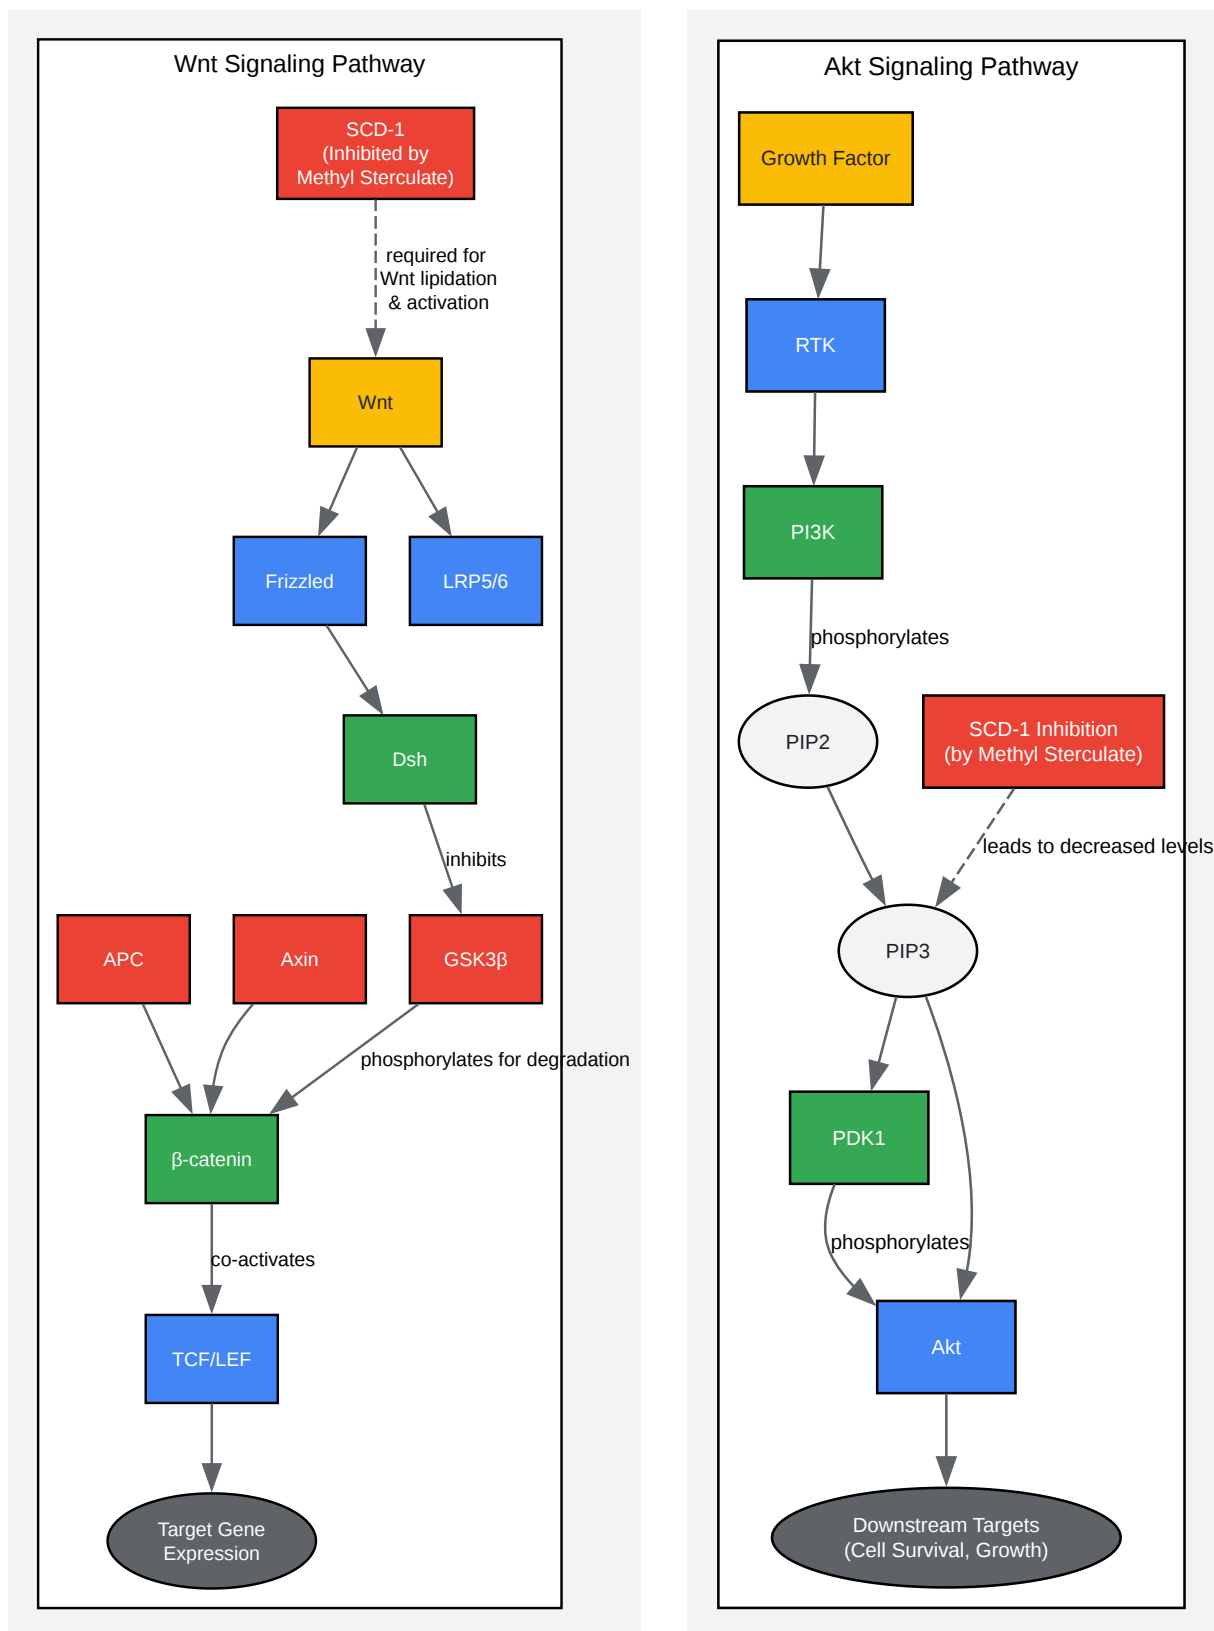 Wnt Signaling Pathway
SCD-1
(Inhibited by
Methyl Sterculate)
required for
Wnt lipidation
& activation
Wnt
Frizzled
LRP5/6
Dsh
inhibits
APC
Axin
GSK3β
phosphorylates for degradation
β-catenin
co-activates
TCF/LEF
Target Gene
Expression
Akt Signaling Pathway
Growth Factor
RTK
PI3K
phosphorylates
PIP2
SCD-1 Inhibition
(by Methyl Sterculate)
leads to decreased levels
PIP3
PDK1
phosphorylates
Akt
Downstream Targets
(Cell Survival, Growth)